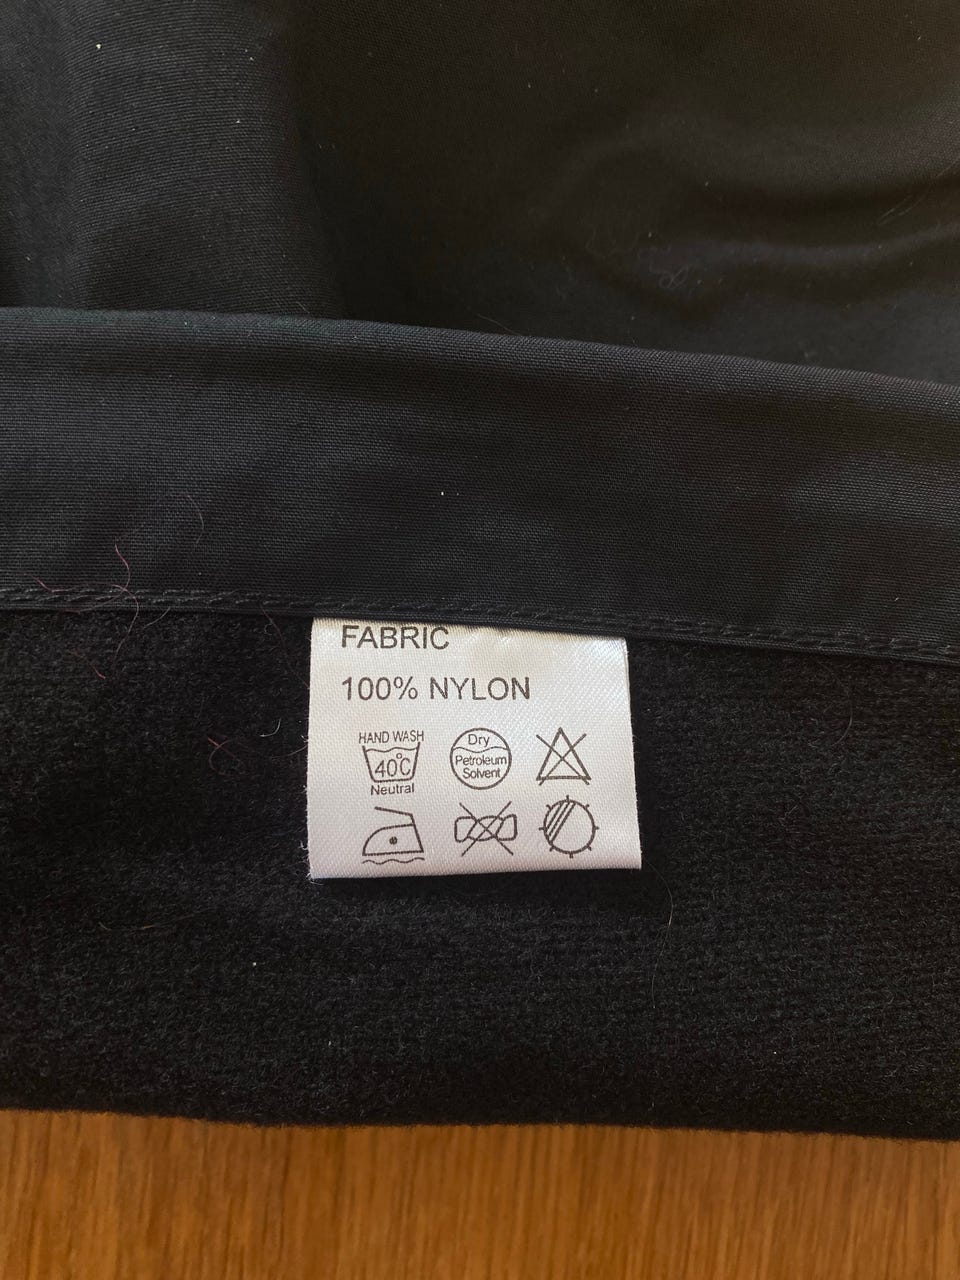 FABRIC
100% NYLON
HAND WASH
40°C
Neutral
Dry
Petroleum
Solvent